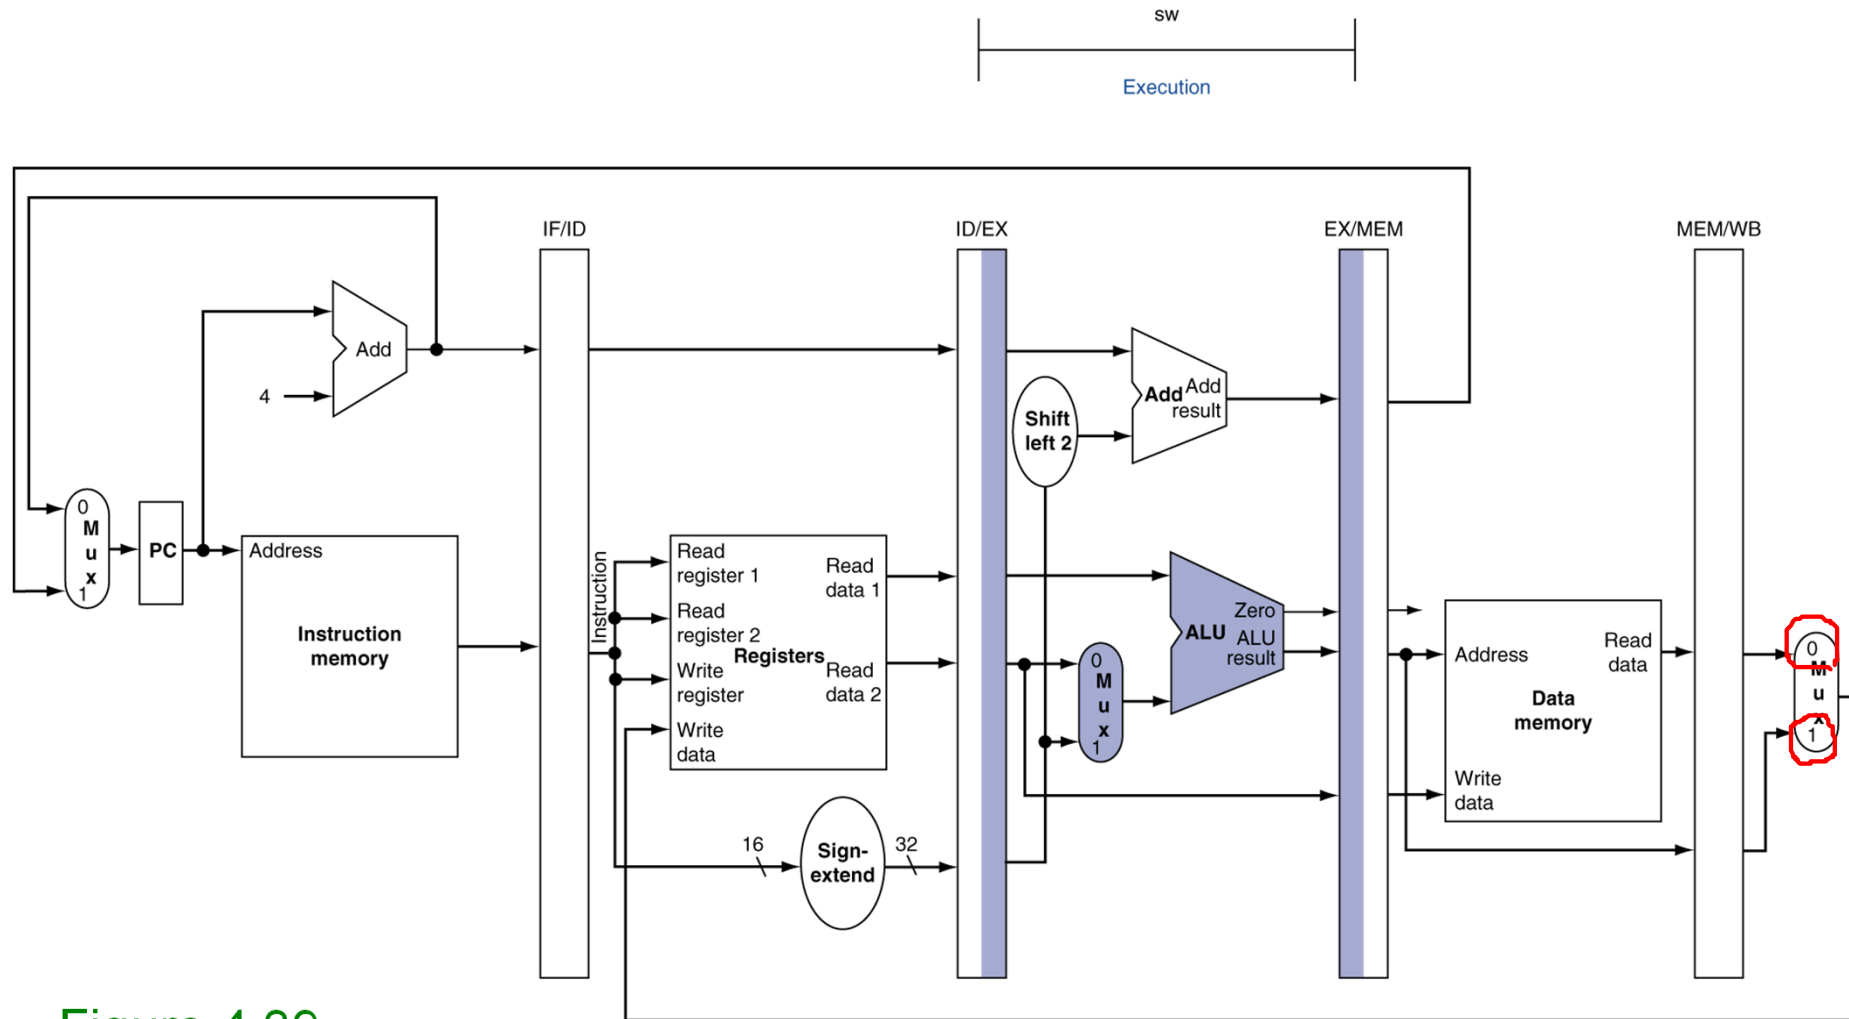 sw
Execution
IF/ID
ID/EX
EX/MEM
MEM/WB
Add
4
Add
Add
result
Shift
left 2
0
M
u
x
1
PC
Address
Instruction
memory
Instruction
Read
register 1
Read
register 2
Write
register
Write
data
Registers
Read
data 1
Read
data 2
16
Sign-
extend
32
0
M
u
x
1
Zero
ALU
ALU
result
Address
Read
data
Data
memory
Write
data
0
M
u
x
1